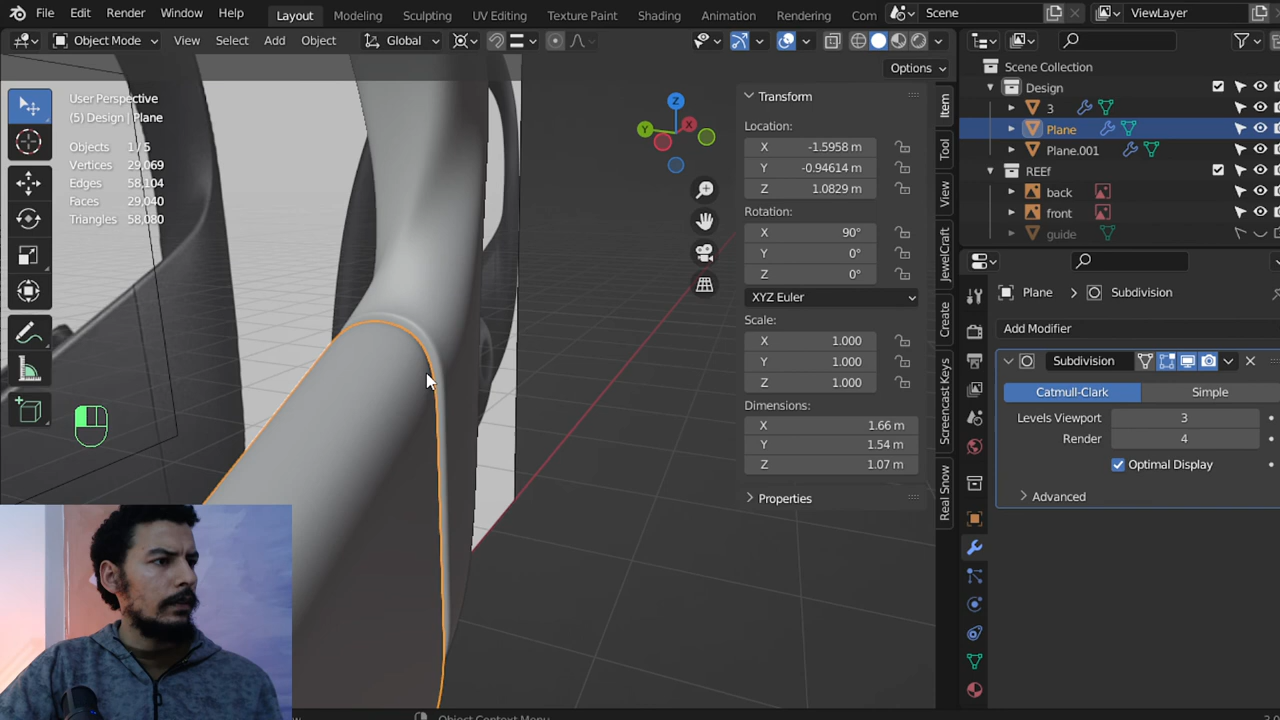 File Edit Render Window Help Layout Modeling Sculpting UV Editing Texture Paint Shading Animation Rendering Com Scene ViewLayer
Object Mode View Select Add Object Global
Options
User Perspective
(5) Design | Plane
Objects 1/5
Vertices 29,069
Edges 58,104
Faces 29,040
Triangles 58,080
Z
Y
X
Transform
Location:
X -1.5958 m
Y -0.94614 m
Z 1.0829 m
Rotation:
X 90°
Y 0°
Z 0°
XYZ Euler
Scale:
X 1.000
Y 1.000
Z 1.000
Dimensions:
X 1.66 m
Y 1.54 m
Z 1.07 m
Properties
Item
Tool
View
JewelCraft
Create
Screencast Keys
Real Snow
Scene Collection
Design
3
Plane
Plane.001
REEf
back
front
guide
Plane > Subdivision
Add Modifier
Subdivision
Catmull-Clark Simple
Levels Viewport 3
Render 4
Optimal Display
Advanced
Object Context Menu